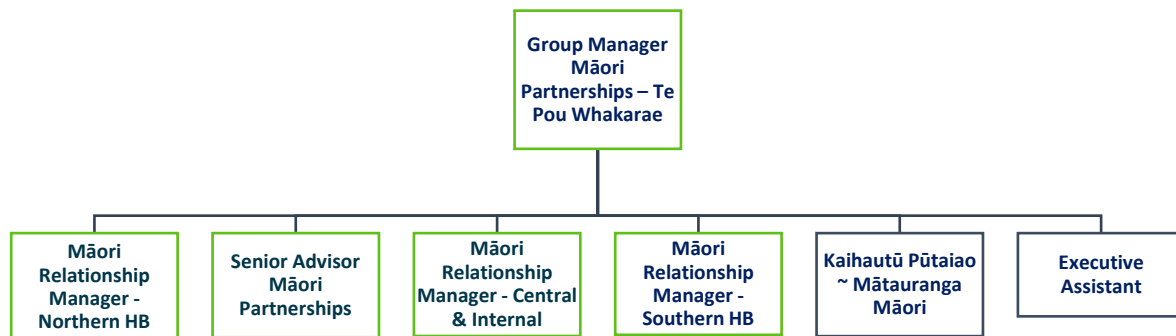 Group Manager
Māori
Partnerships – Te
Pou Whakarae
Māori
Relationship
Manager -
Northern HB
Senior Advisor
Māori
Partnerships
Māori
Relationship
Manager - Central
& Internal
Māori
Relationship
Manager -
Southern HB
Kaihautū Pūtaiao
~ Mātauranga
Māori
Executive
Assistant